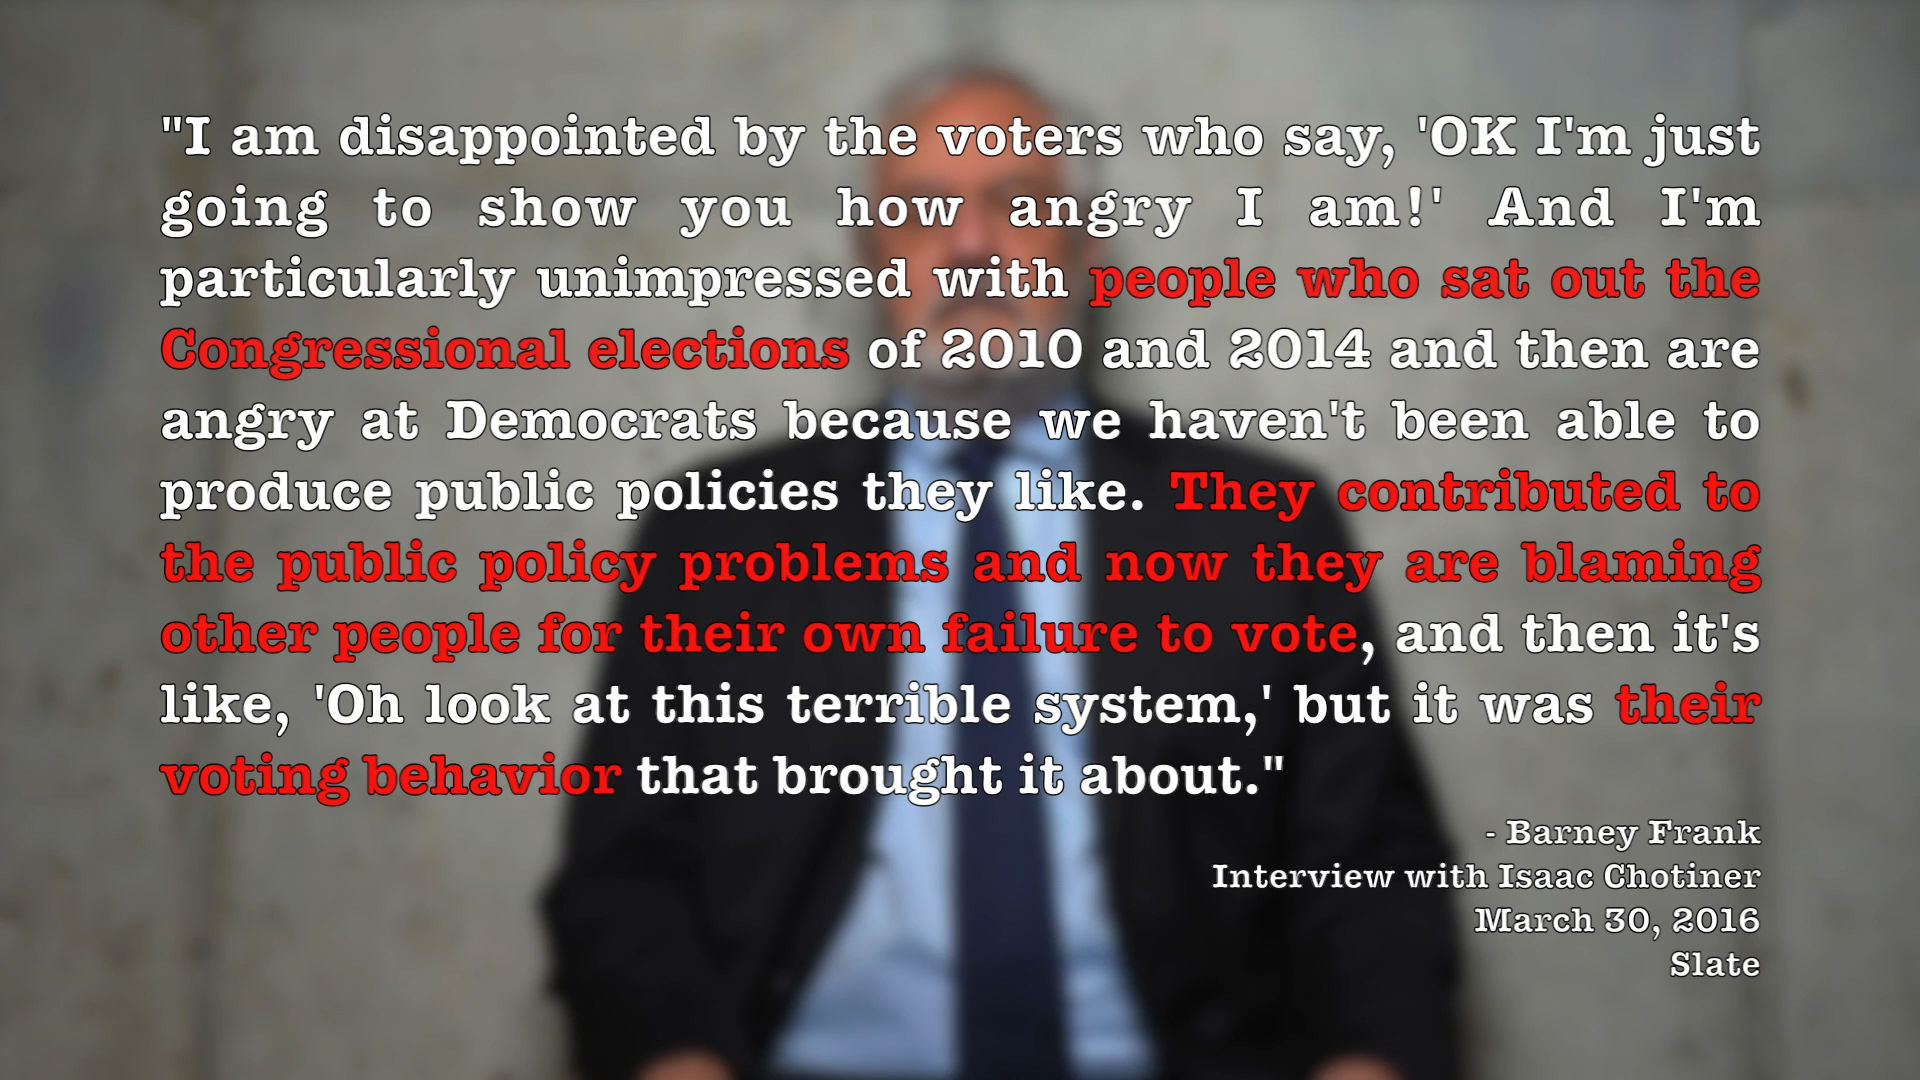 "I am disappointed by the voters who say, 'OK I'm just
going to show you how angry I am!' And I'm
particularly unimpressed with people who sat out the
Congressional elections of 2010 and 2014 and then are
angry at Democrats because we haven't been able to
produce public policies they like. They contributed to
the public policy problems and now they are blaming
other people for their own failure to vote, and then it's
like, 'Oh look at this terrible system,' but it was their
voting behavior that brought it about."
- Barney Frank
Interview with Isaac Chotiner
March 30, 2016
Slate